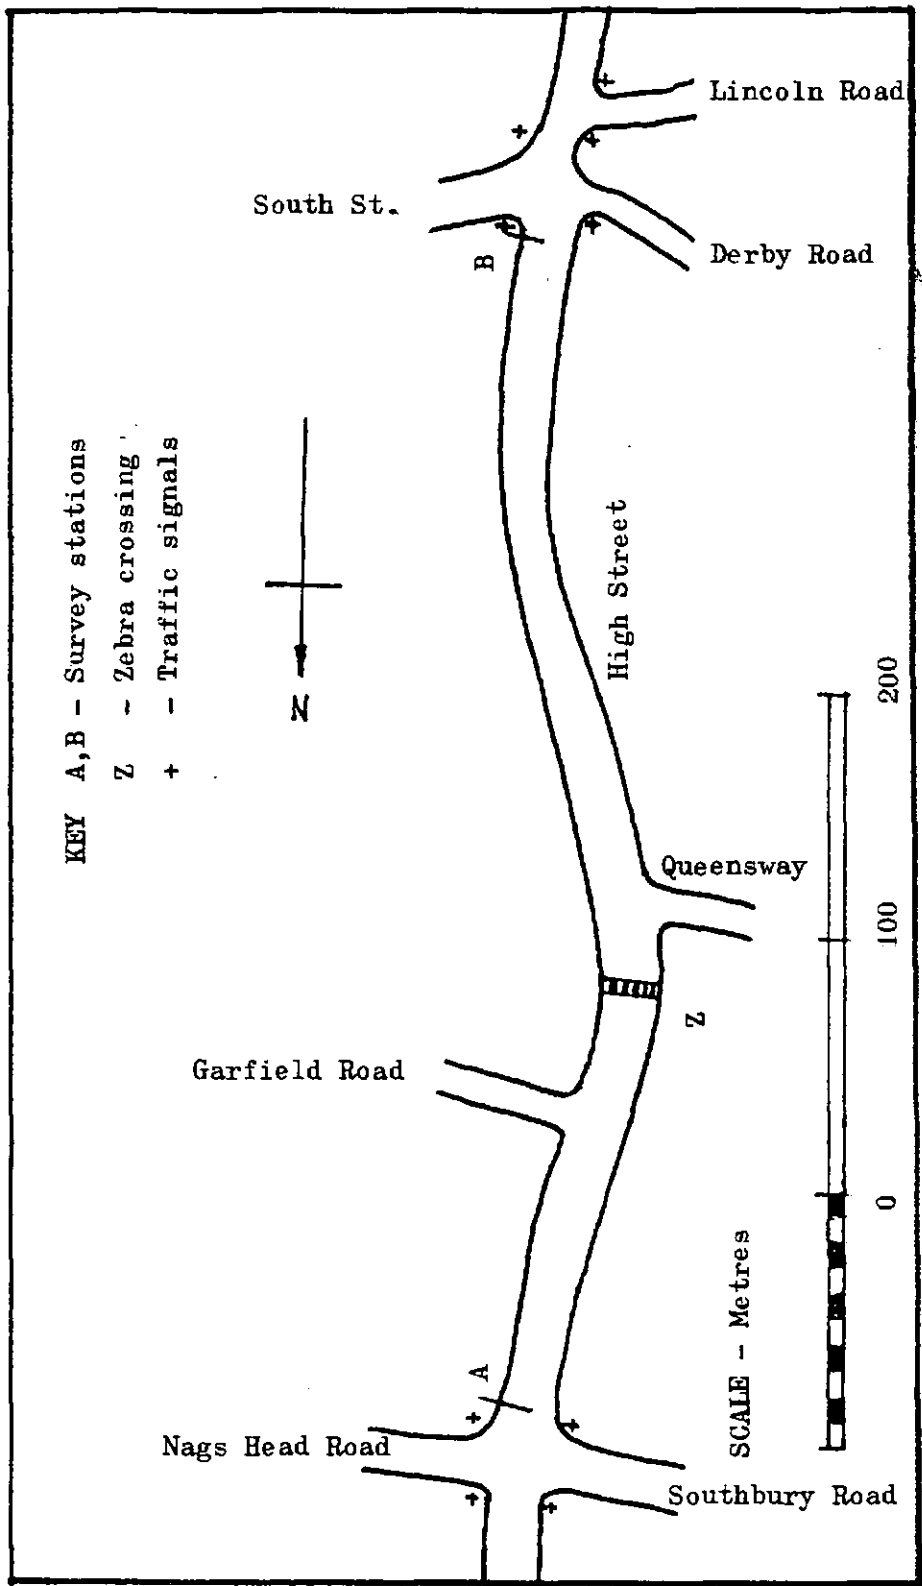 Lincoln Road
South St.
B
Derby Road
KEY A,B - Survey stations
Z - Zebra crossing
+ - Traffic signals
N
High Street
200
Queensway
100
Z
Garfield Road
0
SCALE - Metres
A
Nags Head Road
Southbury Road